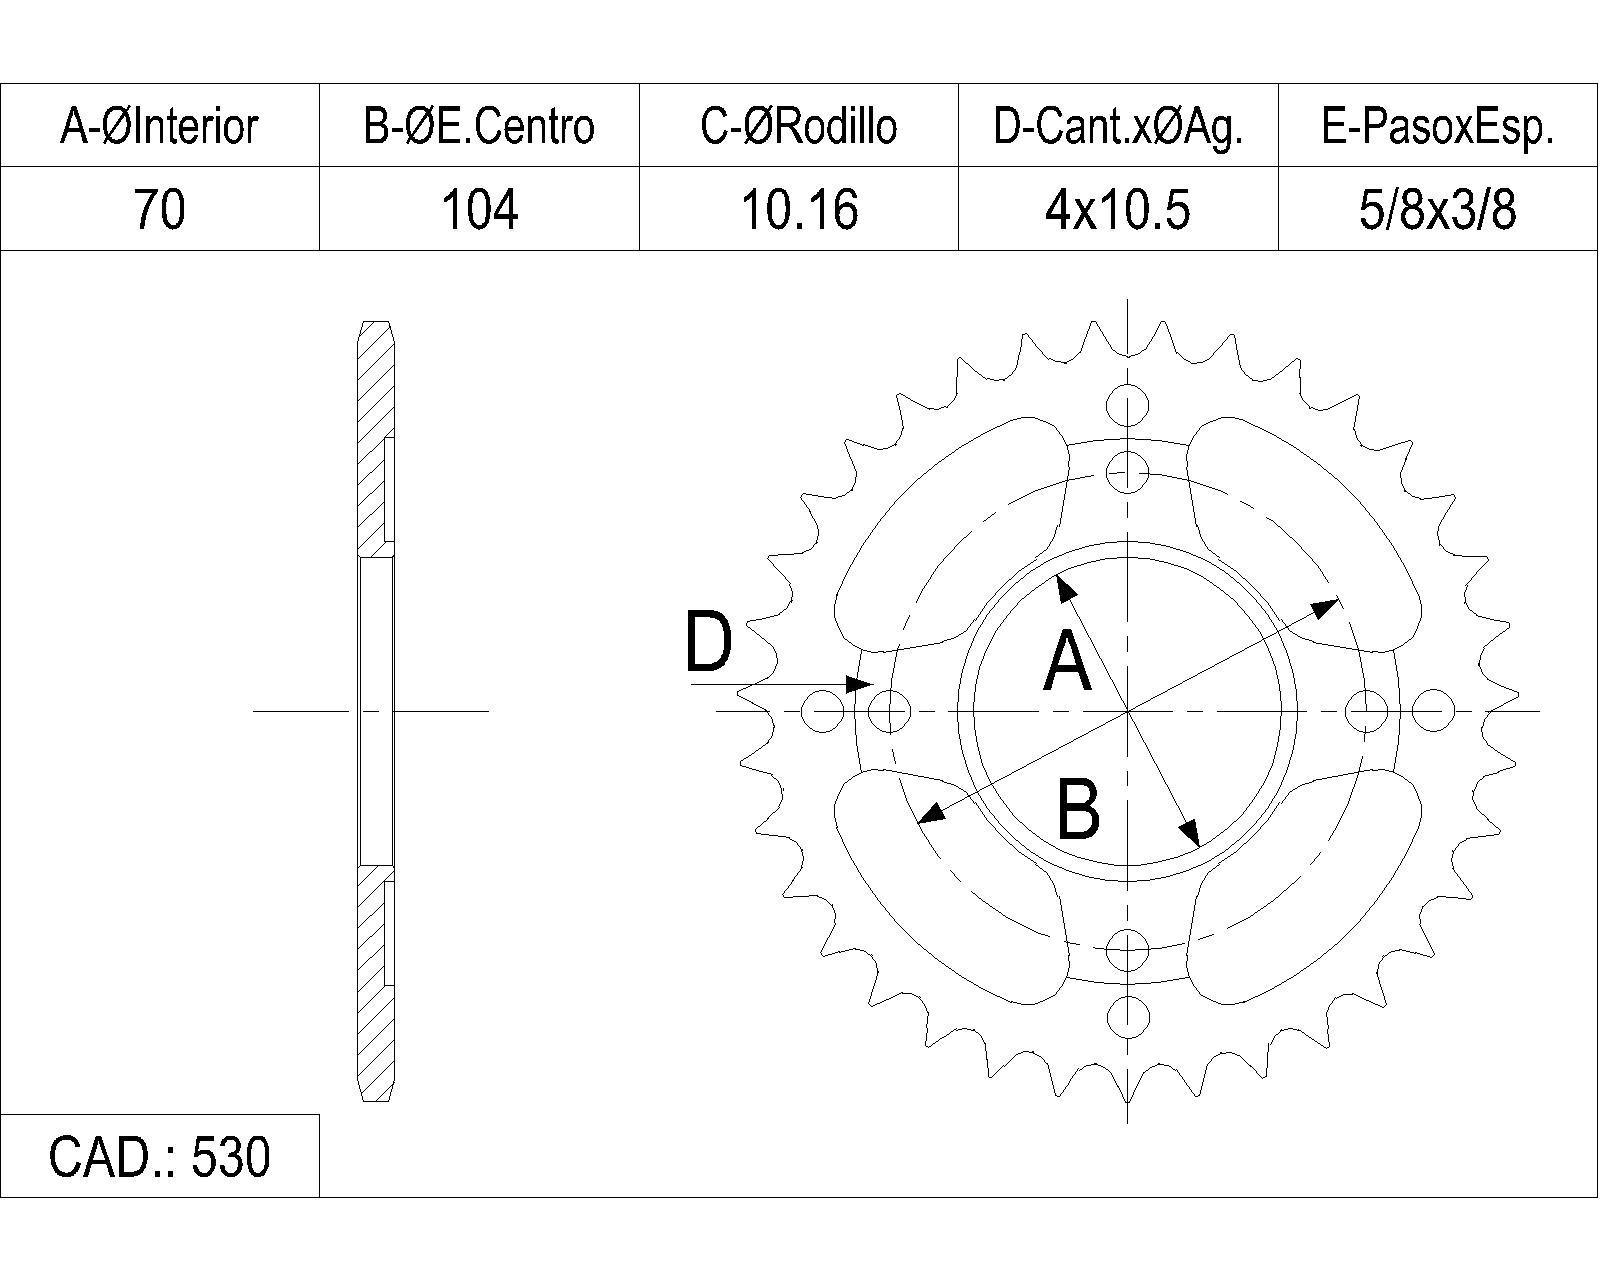 A-ØInterior B-ØE.Centro C-ØRodillo D-Cant.xØAg. E-PasoxEsp.
70 104 10.16 4x10.5 5/8x3/8
D
A
B
CAD.: 530